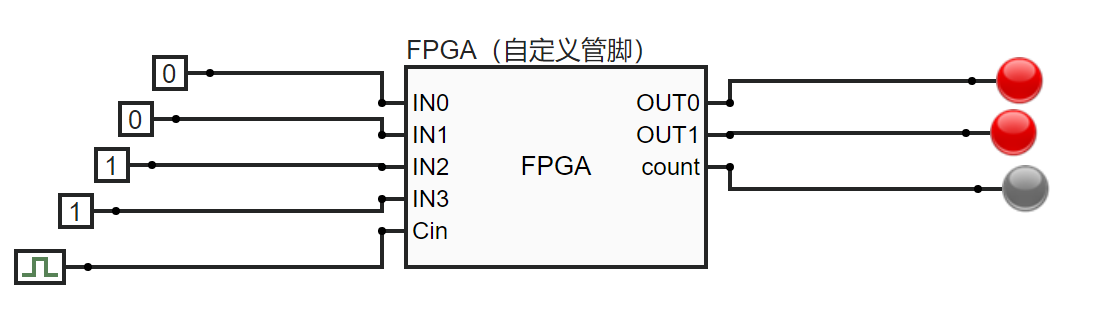 FPGA（自定义管脚）
0
IN0
OUT0
0
IN1
OUT1
1
IN2
FPGA
count
1
IN3
Cin